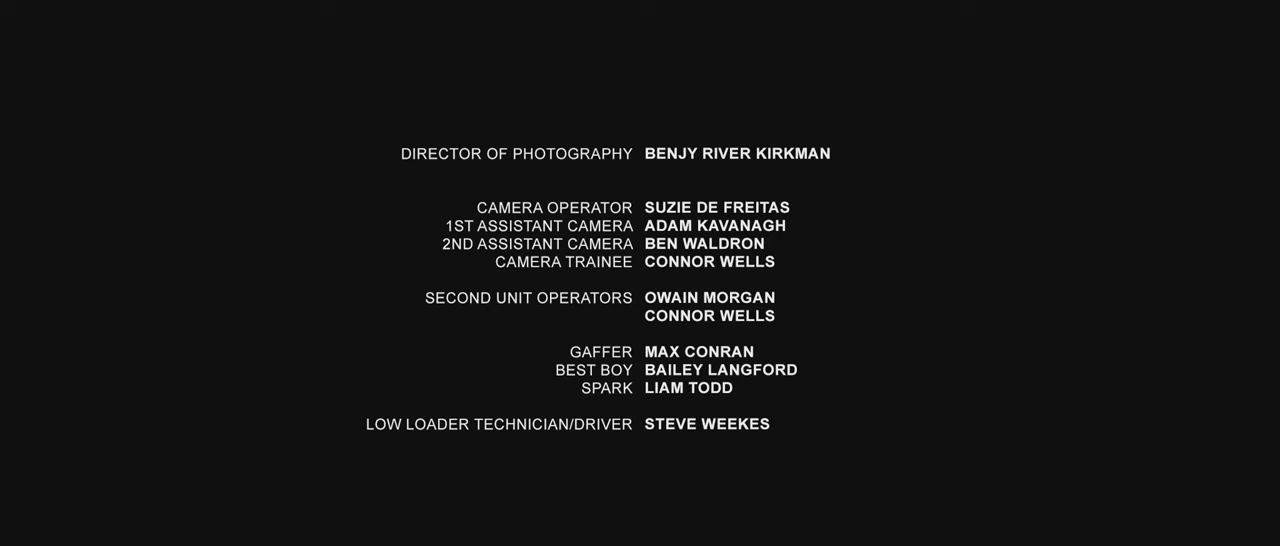 DIRECTOR OF PHOTOGRAPHY BENJY RIVER KIRKMAN
CAMERA OPERATOR SUZIE DE FREITAS
1ST ASSISTANT CAMERA ADAM KAVANAGH
2ND ASSISTANT CAMERA BEN WALDRON
CAMERA TRAINEE CONNOR WELLS
SECOND UNIT OPERATORS OWAIN MORGAN
CONNOR WELLS
GAFFER MAX CONRAN
BEST BOY BAILEY LANGFORD
SPARK LIAM TODD
LOW LOADER TECHNICIAN/DRIVER STEVE WEEKES